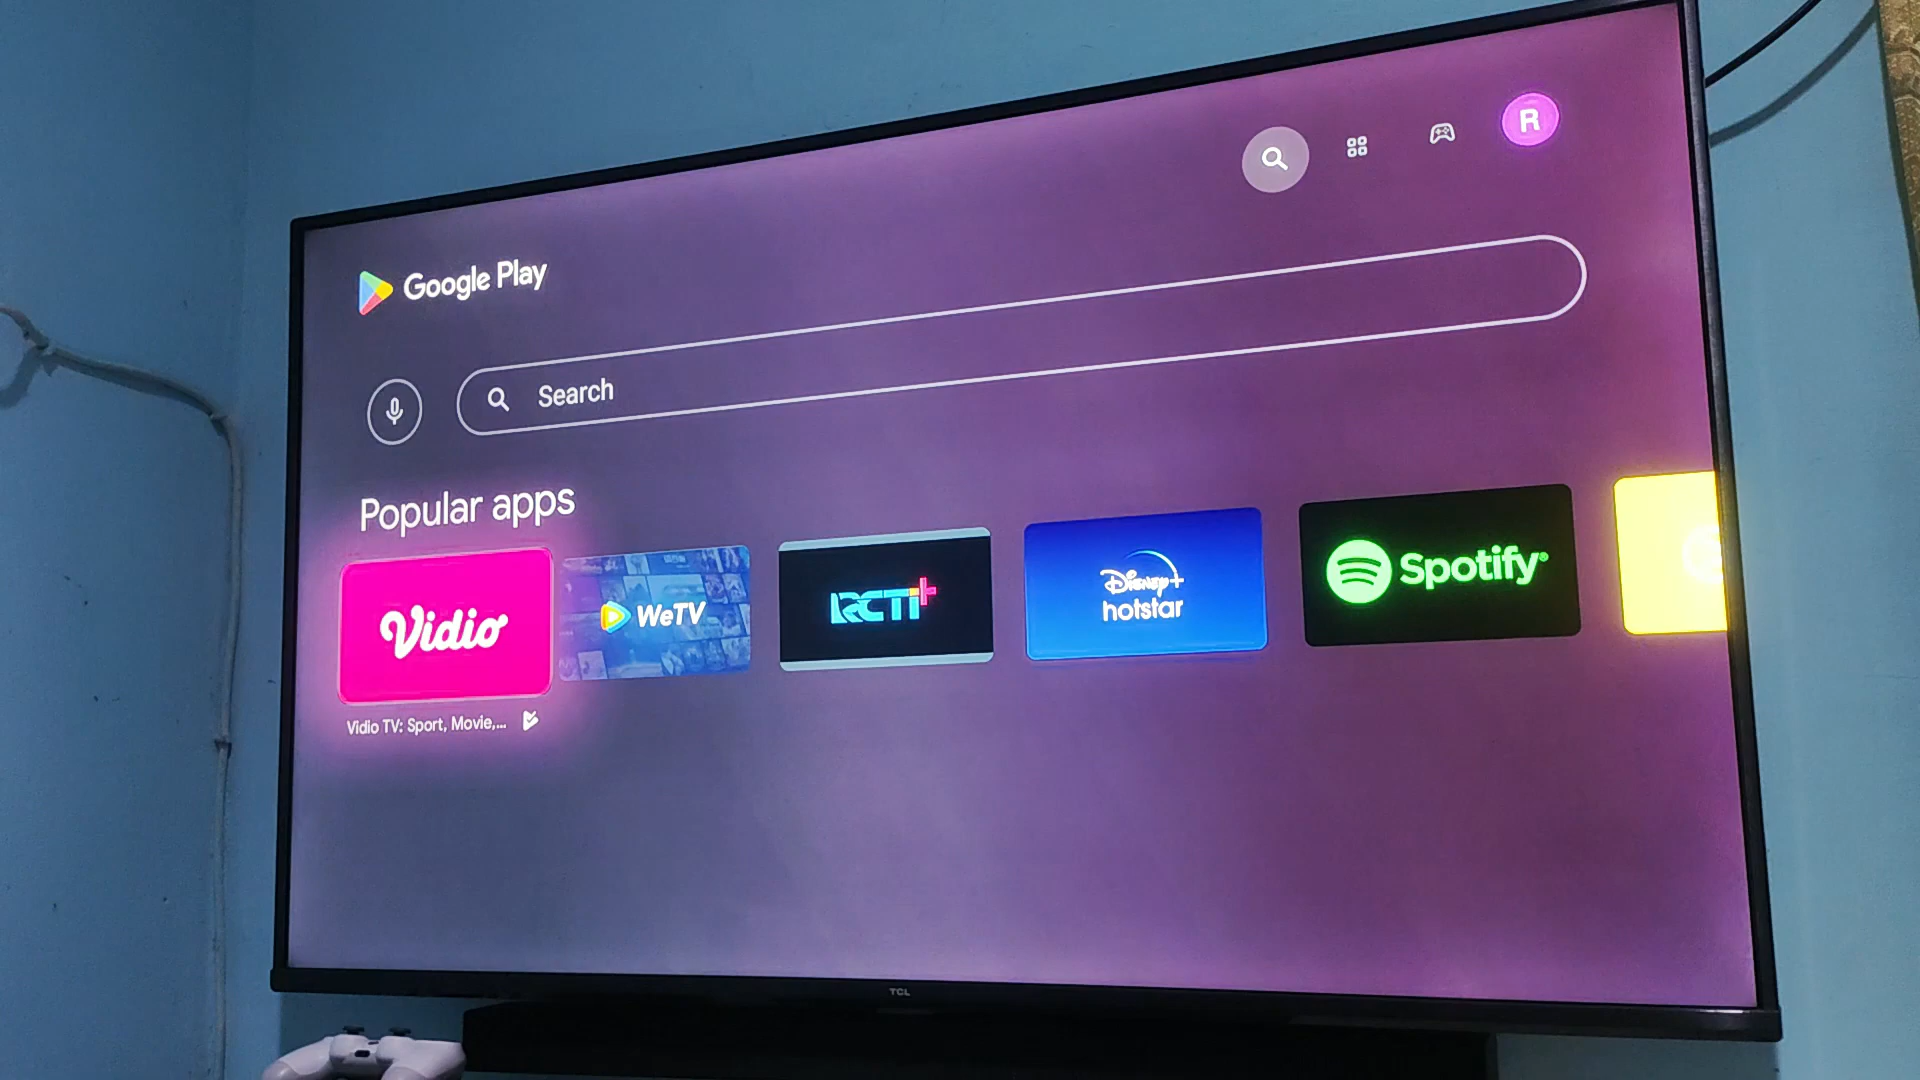 R
Google Play
Search
Popular apps
Vidio
WeTV
RCTI+
Disney+
hotstar
Spotify
Vidio TV: Sport, Movie,...
TCL